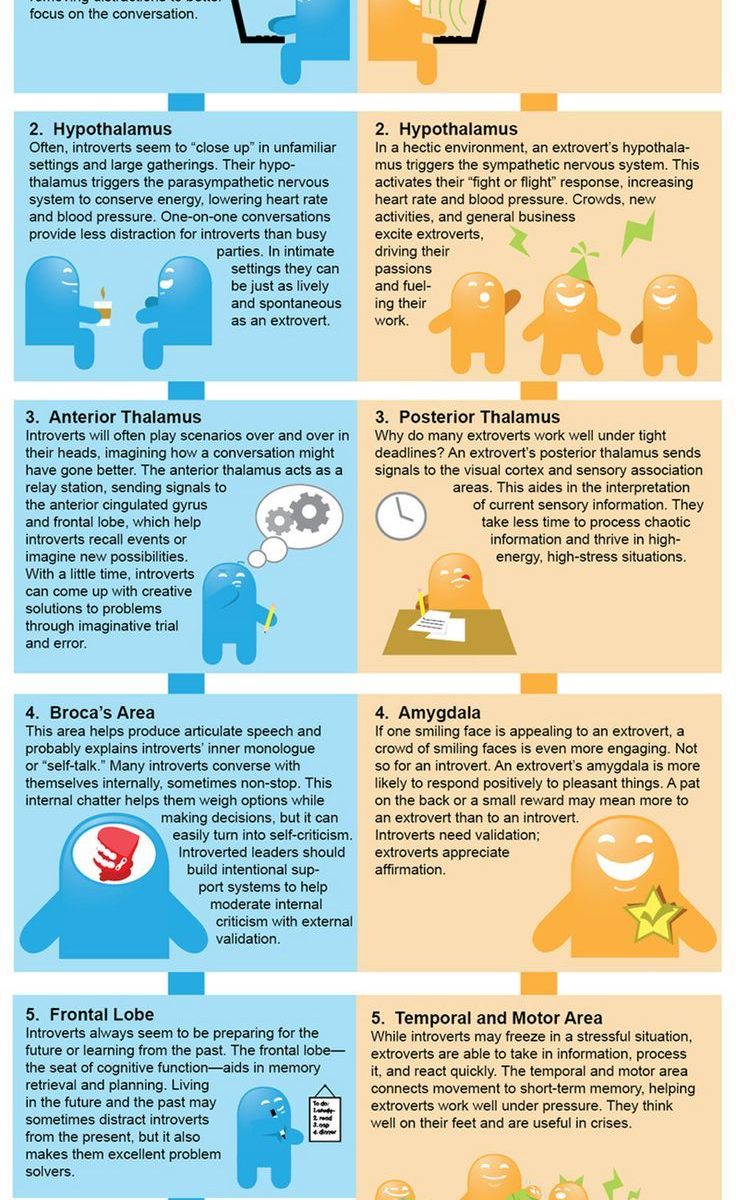 focus on the conversation.
2. Hypothalamus
Often, introverts seem to “close up” in unfamiliar
settings and large gatherings. Their hypo-
thalamus triggers the parasympathetic nervous
system to conserve energy, lowering heart rate
and blood pressure. One-on-one conversations
provide less distraction for introverts than busy
parties. In intimate
settings they can
be just as lively
and spontaneous
as an extrovert.
2. Hypothalamus
In a hectic environment, an extrovert’s hypothala-
mus triggers the sympathetic nervous system. This
activates their “fight or flight” response, increasing
heart rate and blood pressure. Crowds, new
activities, and general business
excite extroverts,
driving their
passions
and fuel-
ing their
work.
3. Anterior Thalamus
Introverts will often play scenarios over and over in
their heads, imagining how a conversation might
have gone better. The anterior thalamus acts as a
relay station, sending signals to
the anterior cingulated gyrus
and frontal lobe, which help
introverts recall events or
imagine new possibilities.
With a little time, introverts
can come up with creative
solutions to problems
through imaginative trial
and error.
3. Posterior Thalamus
Why do many extroverts work well under tight
deadlines? An extrovert’s posterior thalamus sends
signals to the visual cortex and sensory association
areas. This aides in the interpretation
of current sensory information. They
take less time to process chaotic
information and thrive in high-
energy, high-stress situations.
4. Broca’s Area
This area helps produce articulate speech and
probably explains introverts’ inner monologue
or “self-talk.” Many introverts converse with
themselves internally, sometimes non-stop. This
internal chatter helps them weigh options while
making decisions, but it can
easily turn into self-criticism.
Introverted leaders should
build intentional sup-
port systems to help
moderate internal
criticism with external
validation.
4. Amygdala
If one smiling face is appealing to an extrovert, a
crowd of smiling faces is even more engaging. Not
so for an introvert. An extrovert’s amygdala is more
likely to respond positively to pleasant things. A pat
on the back or a small reward may mean more to
an extrovert than to an introvert.
Introverts need validation;
extroverts appreciate
affirmation.
5. Frontal Lobe
Introverts always seem to be preparing for the
future or learning from the past. The frontal lobe—
the seat of cognitive function—aids in memory
retrieval and planning. Living
in the future and the past may
sometimes distract introverts
from the present, but it also
makes them excellent problem
solvers.
To do:
1. study
2. read
3. nap
4. dinner
5. Temporal and Motor Area
While introverts may freeze in a stressful situation,
extroverts are able to take in information, process
it, and react quickly. The temporal and motor area
connects movement to short-term memory, helping
extroverts work well under pressure. They think
well on their feet and are useful in crises.